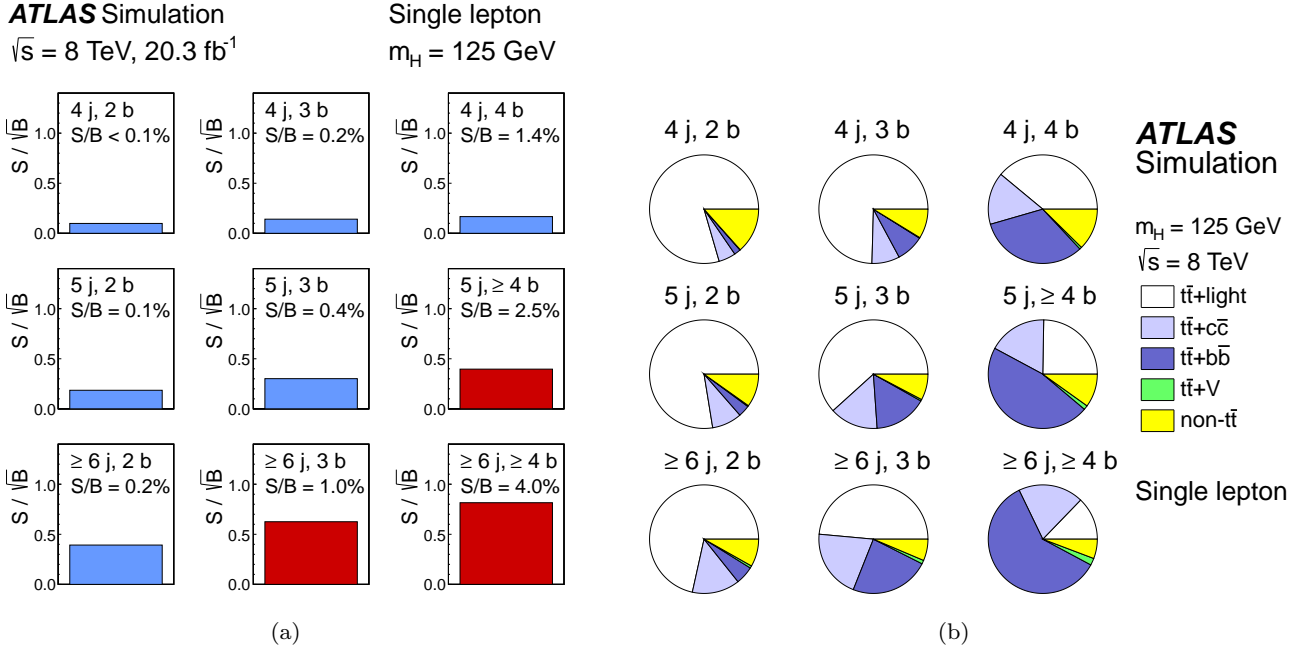 ATLAS Simulation
Single lepton
√s = 8 TeV, 20.3 fb⁻¹
m_H = 125 GeV
4 j, 2 b
S/B < 0.1%
S / √B
1.0
0.5
0.0
4 j, 3 b
S/B = 0.2%
S / √B
1.0
0.5
0.0
4 j, 4 b
S/B = 1.4%
S / √B
1.0
0.5
0.0
5 j, 2 b
S/B = 0.1%
S / √B
1.0
0.5
0.0
5 j, 3 b
S/B = 0.4%
S / √B
1.0
0.5
0.0
5 j, ≥ 4 b
S/B = 2.5%
S / √B
1.0
0.5
0.0
≥ 6 j, 2 b
S/B = 0.2%
S / √B
1.0
0.5
0.0
≥ 6 j, 3 b
S/B = 1.0%
S / √B
1.0
0.5
0.0
≥ 6 j, ≥ 4 b
S/B = 4.0%
S / √B
1.0
0.5
0.0
(a)
4 j, 2 b
4 j, 3 b
4 j, 4 b
5 j, 2 b
5 j, 3 b
5 j, ≥ 4 b
≥ 6 j, 2 b
≥ 6 j, 3 b
≥ 6 j, ≥ 4 b
ATLAS
Simulation
m_H = 125 GeV
√s = 8 TeV
tt̄+light
tt̄+cc̄
tt̄+bb̄
tt̄+V
non-tt̄
Single lepton
(b)